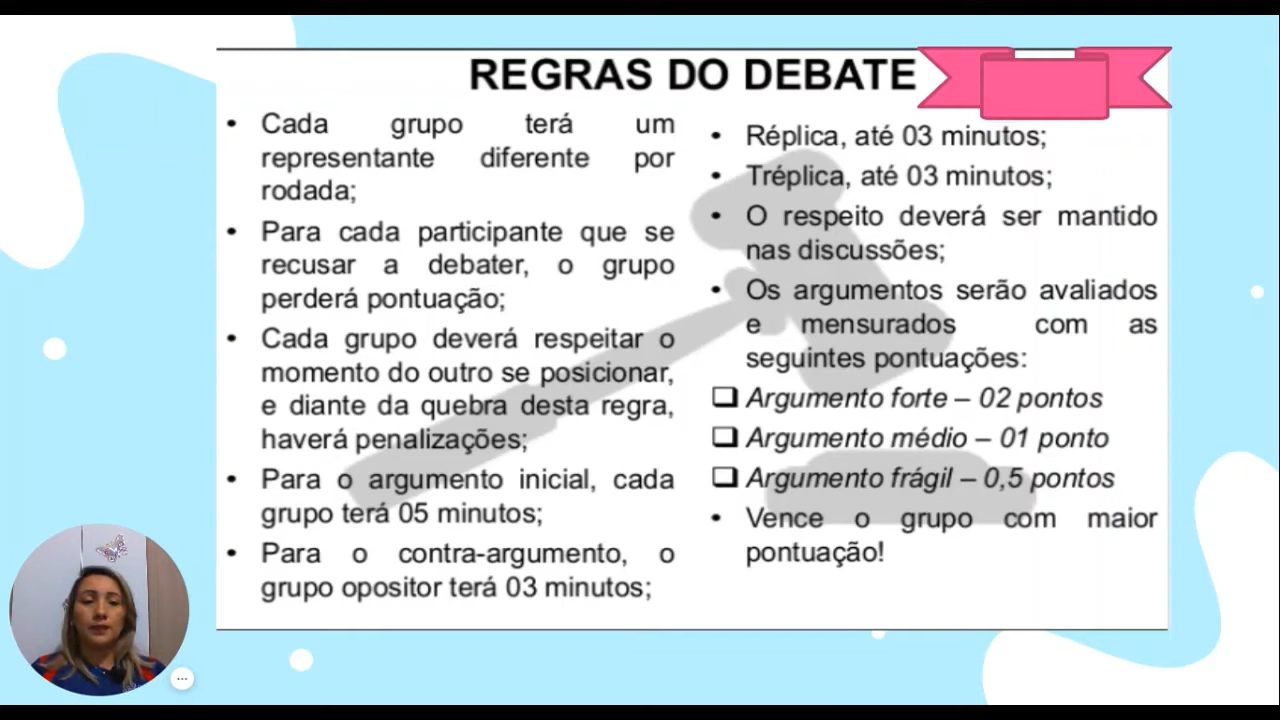 REGRAS DO DEBATE
• Cada grupo terá um
representante diferente por
rodada;
• Para cada participante que se
recusar a debater, o grupo
perderá pontuação;
• Cada grupo deverá respeitar o
momento do outro se posicionar,
e diante da quebra desta regra,
haverá penalizações;
• Para o argumento inicial, cada
grupo terá 05 minutos;
• Para o contra-argumento, o
grupo opositor terá 03 minutos;
• Réplica, até 03 minutos;
• Tréplica, até 03 minutos;
• O respeito deverá ser mantido
nas discussões;
• Os argumentos serão avaliados
e mensurados com as
seguintes pontuações:
❑ Argumento forte – 02 pontos
❑ Argumento médio – 01 ponto
❑ Argumento frágil – 0,5 pontos
• Vence o grupo com maior
pontuação!